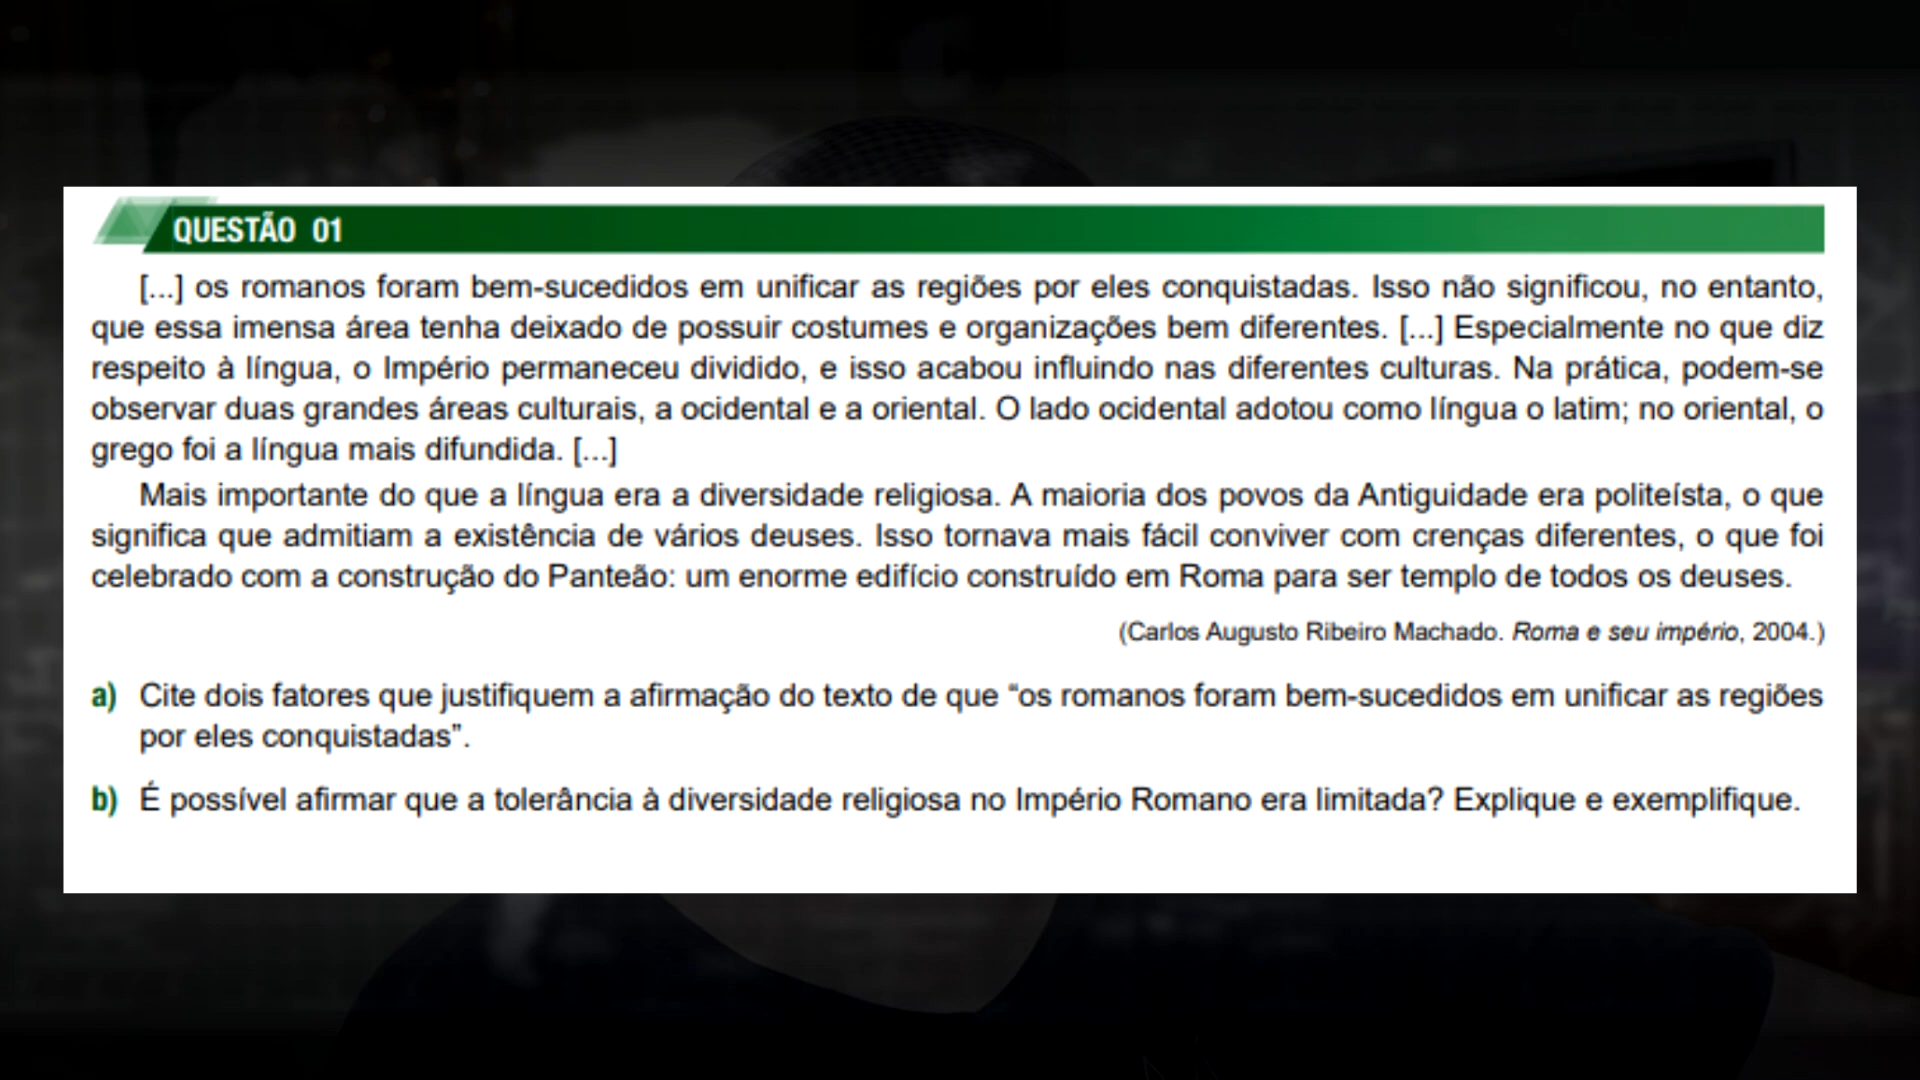 QUESTÃO 01
[...] os romanos foram bem-sucedidos em unificar as regiões por eles conquistadas. Isso não significou, no entanto,
que essa imensa área tenha deixado de possuir costumes e organizações bem diferentes. [...] Especialmente no que diz
respeito à língua, o Império permaneceu dividido, e isso acabou influindo nas diferentes culturas. Na prática, podem-se
observar duas grandes áreas culturais, a ocidental e a oriental. O lado ocidental adotou como língua o latim; no oriental, o
grego foi a língua mais difundida. [...]
Mais importante do que a língua era a diversidade religiosa. A maioria dos povos da Antiguidade era politeísta, o que
significa que admitiam a existência de vários deuses. Isso tornava mais fácil conviver com crenças diferentes, o que foi
celebrado com a construção do Panteão: um enorme edifício construído em Roma para ser templo de todos os deuses.
(Carlos Augusto Ribeiro Machado. Roma e seu império, 2004.)
a) Cite dois fatores que justifiquem a afirmação do texto de que “os romanos foram bem-sucedidos em unificar as regiões
por eles conquistadas”.
b) É possível afirmar que a tolerância à diversidade religiosa no Império Romano era limitada? Explique e exemplifique.